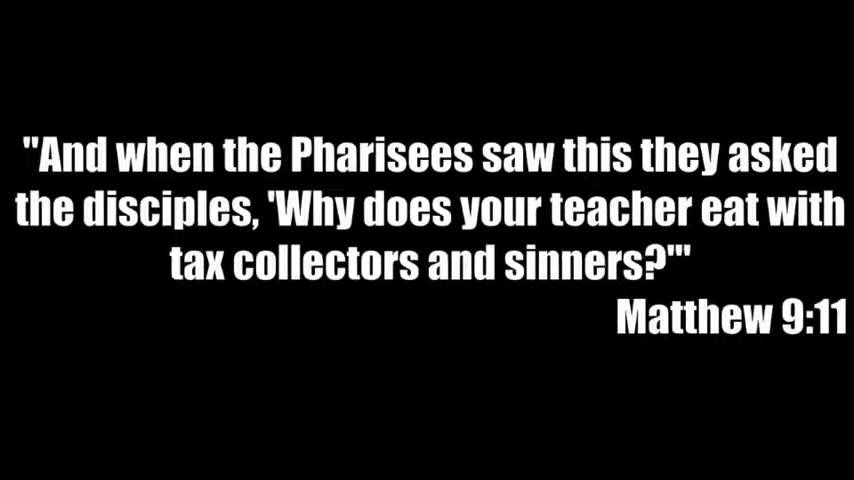 "And when the Pharisees saw this they asked
the disciples, 'Why does your teacher eat with
tax collectors and sinners?'"
Matthew 9:11